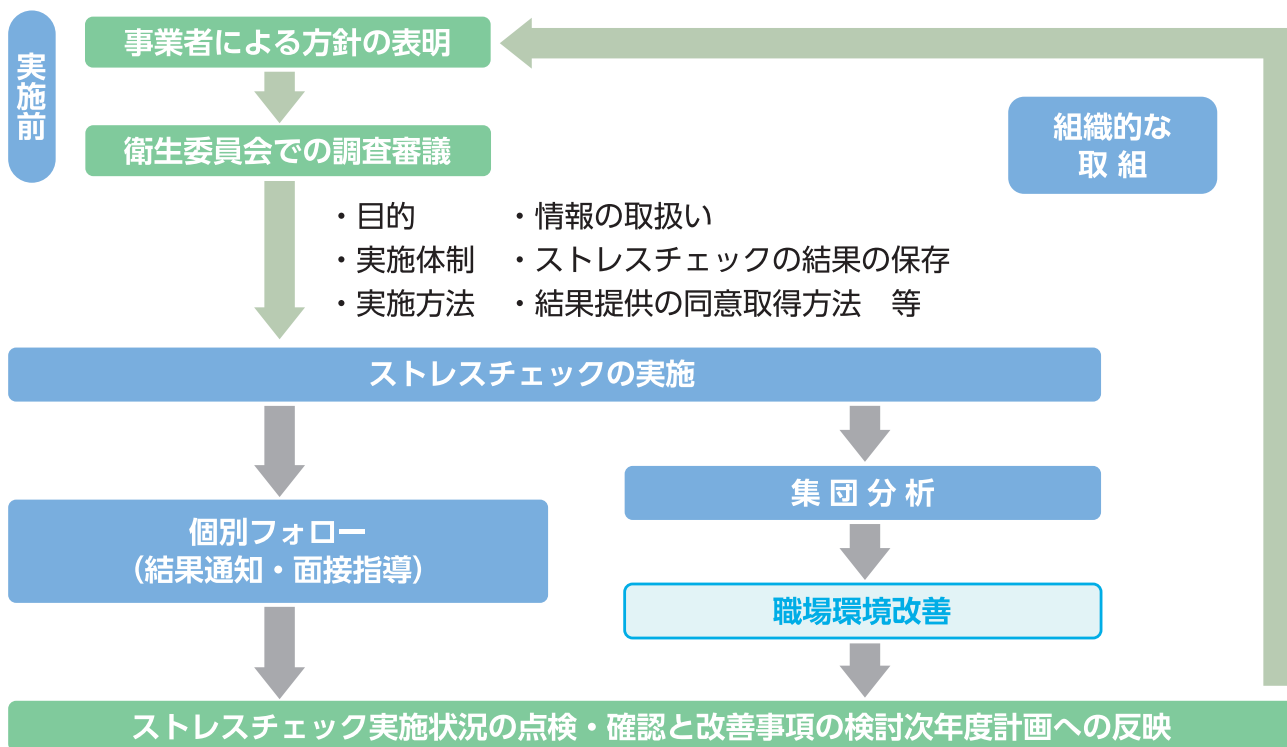 実施前
事業者による方針の表明
衛生委員会での調査審議
組織的な
取 組
・目的　・情報の取扱い
・実施体制　・ストレスチェックの結果の保存
・実施方法　・結果提供の同意取得方法　等
ストレスチェックの実施
個別フォロー
（結果通知・面接指導）
集 団 分 析
職場環境改善
ストレスチェック実施状況の点検・確認と改善事項の検討次年度計画への反映